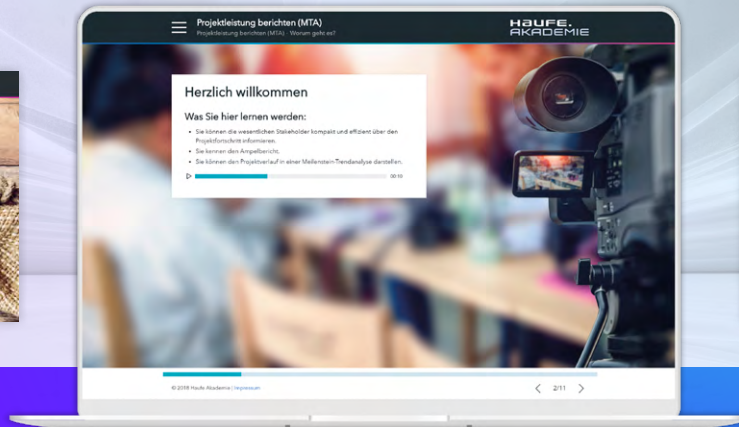 Projektleistung berichten (MTA)
Projektleistung berichten (MTA) - Worum geht es?
HAUFE.
AKADEMIE
Herzlich willkommen
Was Sie hier lernen werden:
• Sie können die wesentlichen Stakeholder kompakt und effizient über den
Projektfortschritt informieren.
• Sie kennen den Ampelbericht.
• Sie können den Projektverlauf in einer Meilenstein-Trendanalyse darstellen.
00:10
© 2018 Haufe Akademie | Impressum
2/11